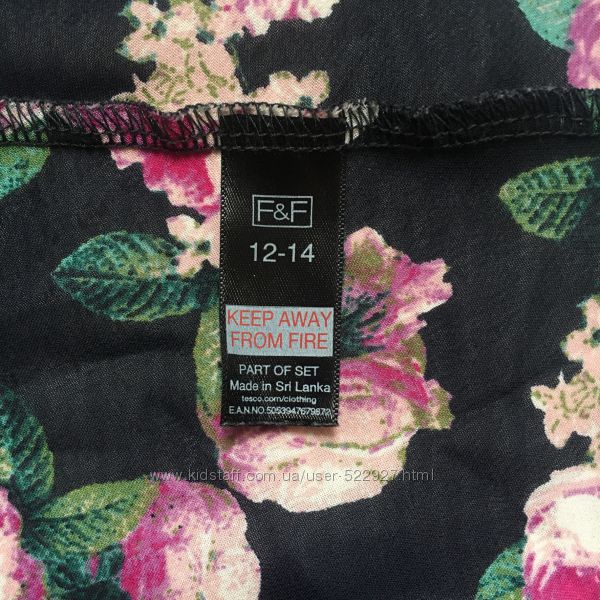 F&F
12-14
KEEP AWAY
FROM FIRE
PART OF SET
Made in Sri Lanka
tesco.com/clothing
E.A.N.NO. 5053947679872
www.kidstaff.com.ua/user-522927.html